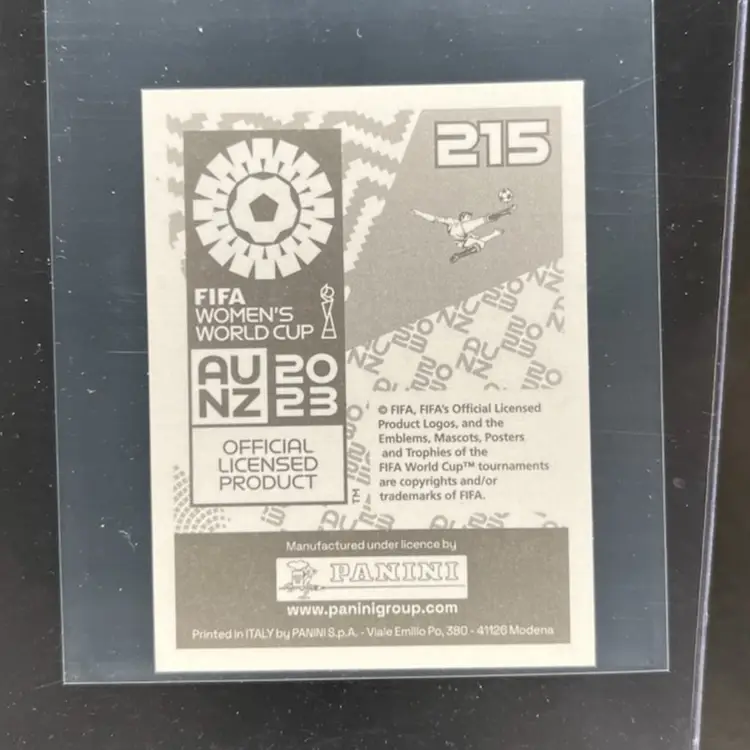 215
FIFA
WOMEN'S
WORLD CUP
AU 20
NZ 23
OFFICIAL
LICENSED
PRODUCT
TM
© FIFA, FIFA's Official Licensed
Product Logos, and the
Emblems, Mascots, Posters
and Trophies of the
FIFA World Cup™ tournaments
are copyrights and/or
trademarks of FIFA.
Manufactured under licence by
PANINI
www.paninigroup.com
Printed in ITALY by PANINI S.p.A. - Viale Emilio Po, 380 - 41126 Modena